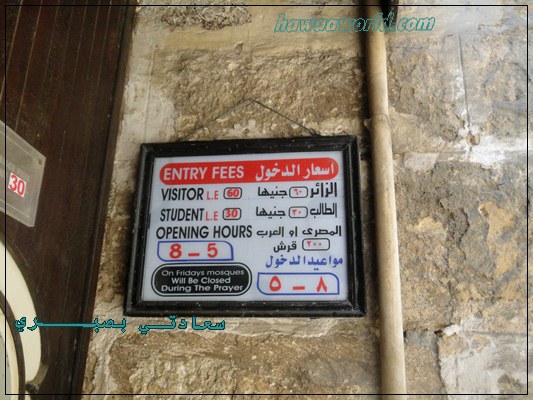 hawaaworld.com
ENTRY FEES اسعار الدخول
VISITOR L.E 60 الزائر ٦٠ جنيها
STUDENT L.E 30 الطالب ٣٠ جنيها
OPENING HOURS المصرى او العربى
٢٠٠ قرش
8 – 5 مواعيد الدخول
٨ – ٥
On Fridays mosques
Will Be Closed
During The Prayer
30
سعادتي بصبري